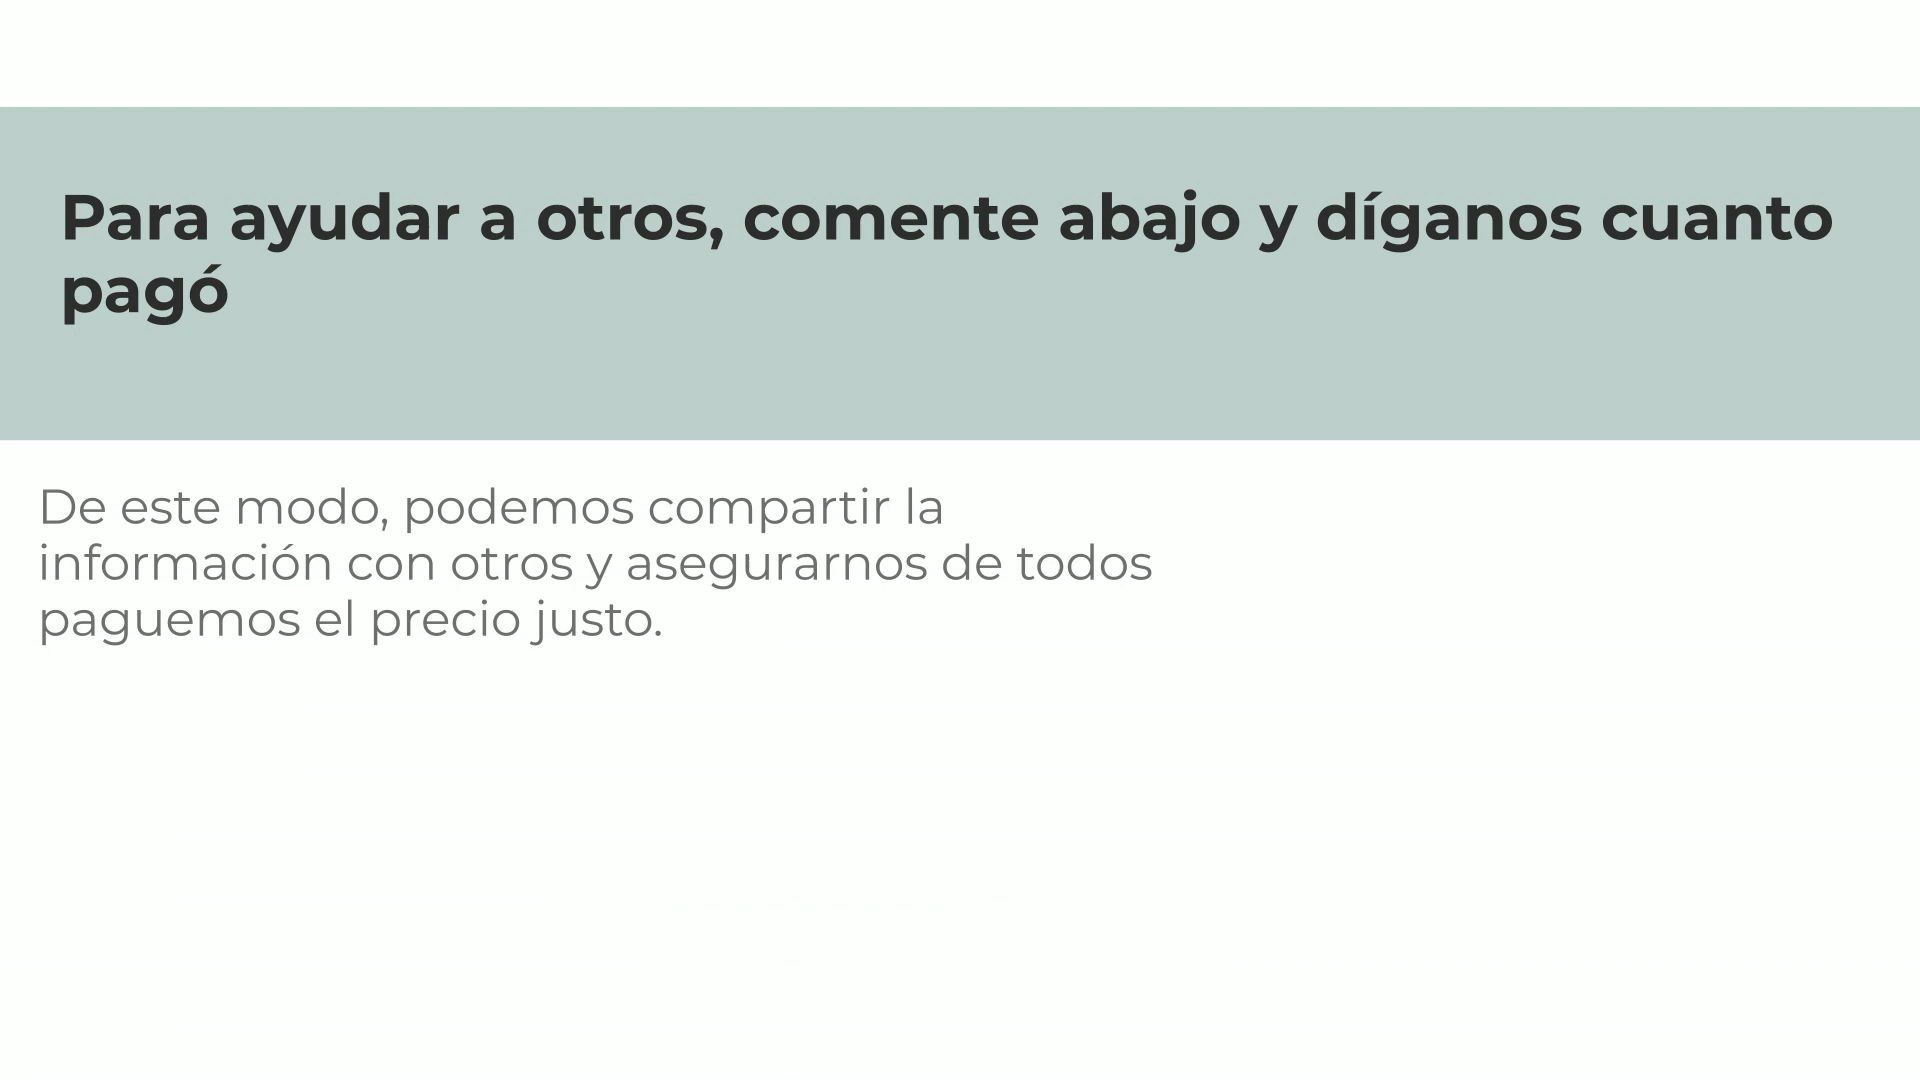 Para ayudar a otros, comente abajo y díganos cuanto
pagó
De este modo, podemos compartir la
información con otros y asegurarnos de todos
paguemos el precio justo.